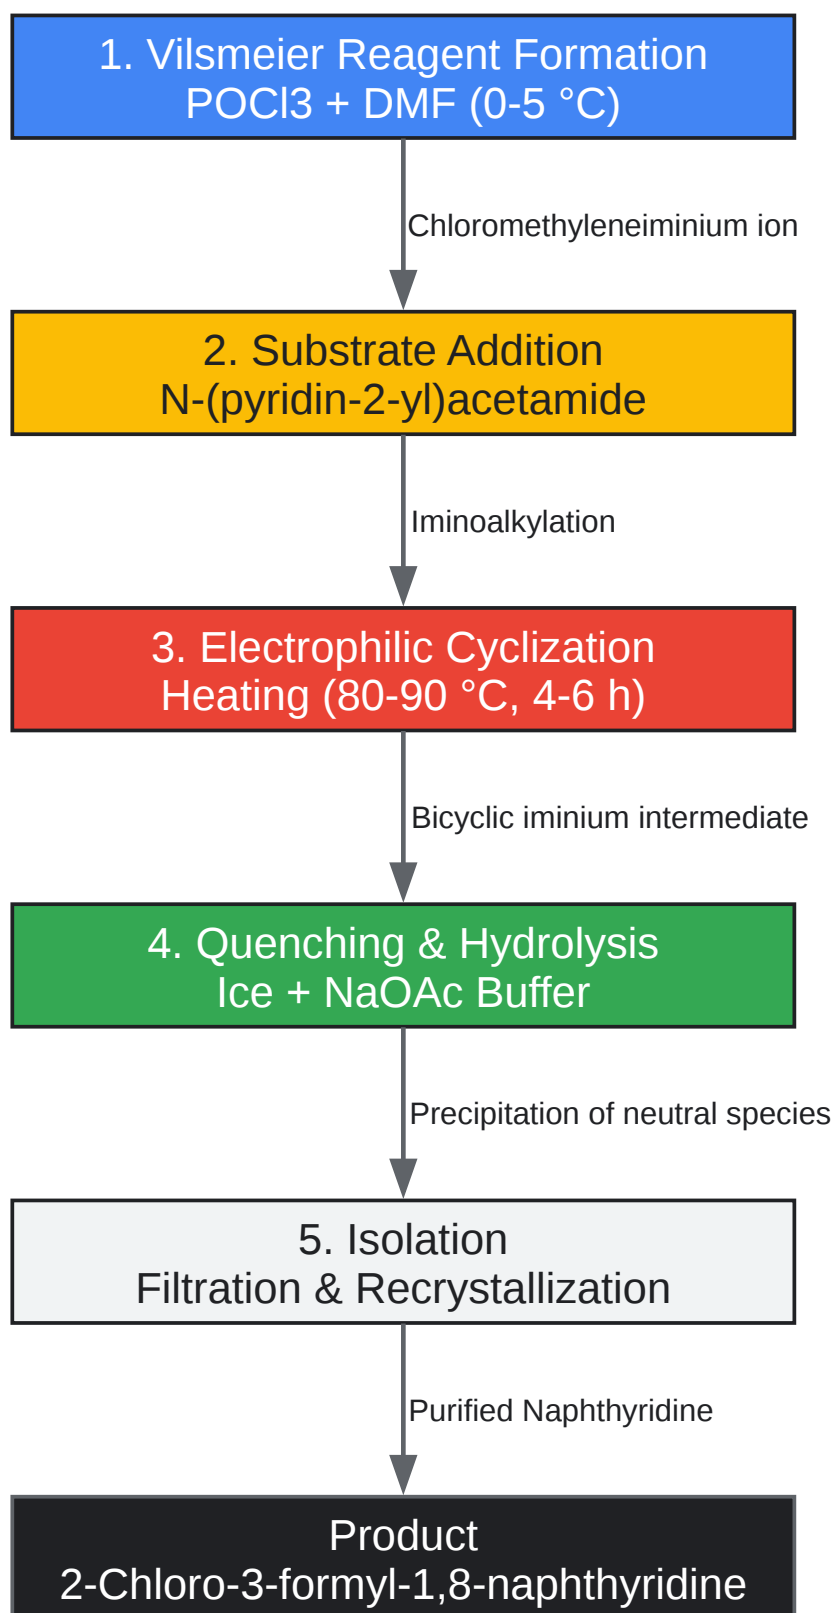 1. Vilsmeier Reagent Formation
POCl3 + DMF (0-5 °C)
Chloromethyleneiminium ion
2. Substrate Addition
N-(pyridin-2-yl)acetamide
Iminoalkylation
3. Electrophilic Cyclization
Heating (80-90 °C, 4-6 h)
Bicyclic iminium intermediate
4. Quenching & Hydrolysis
Ice + NaOAc Buffer
Precipitation of neutral species
5. Isolation
Filtration & Recrystallization
Purified Naphthyridine
Product
2-Chloro-3-formyl-1,8-naphthyridine